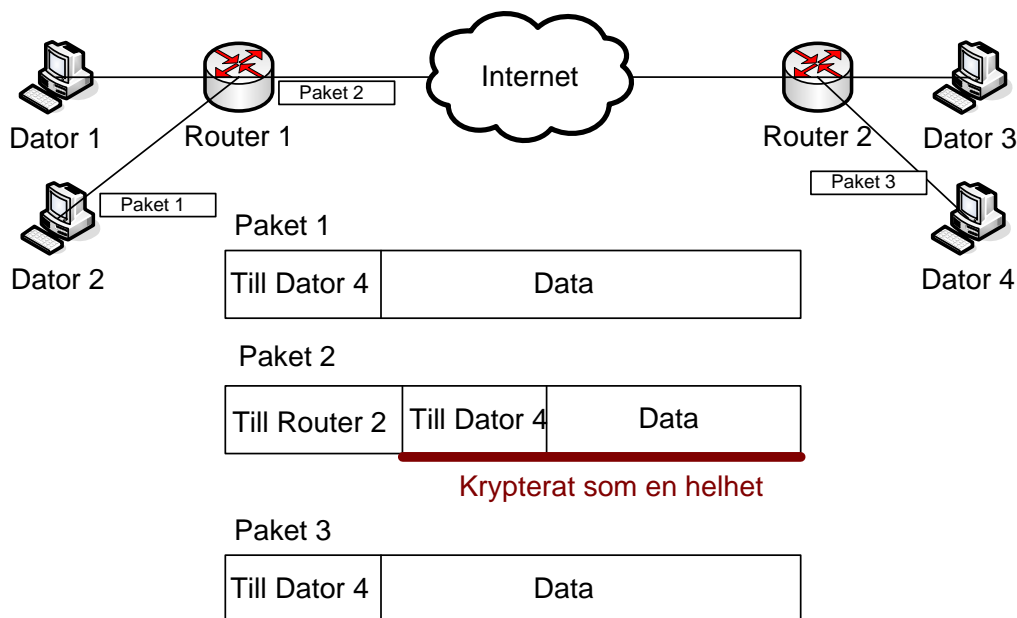 Internet
Paket 2
Dator 1
Router 1
Router 2
Dator 3
Paket 1
Paket 3
Dator 2
Dator 4
Paket 1
Till Dator 4
Data
Paket 2
Till Router 2
Till Dator 4
Data
Krypterat som en helhet
Paket 3
Till Dator 4
Data